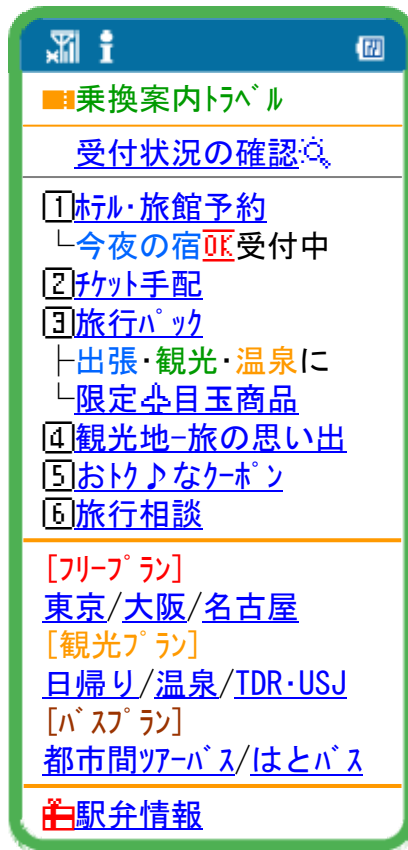 乗換案内ﾄﾗﾍﾞﾙ
受付状況の確認
1ﾎﾃﾙ･旅館予約
└今夜の宿OK受付中
2ﾁｹｯﾄ手配
3旅行ﾊﾟｯｸ
├出張･観光･温泉に
└限定目玉商品
4観光地-旅の思い出
5おﾄｸ♪なｸｰﾎﾟﾝ
6旅行相談
[ﾌﾘｰﾌﾟﾗﾝ]
東京/大阪/名古屋
[観光ﾌﾟﾗﾝ]
日帰り/温泉/TDR･USJ
[ﾊﾞｽﾌﾟﾗﾝ]
都市間ﾂｱｰﾊﾞｽ/はとﾊﾞｽ
駅弁情報